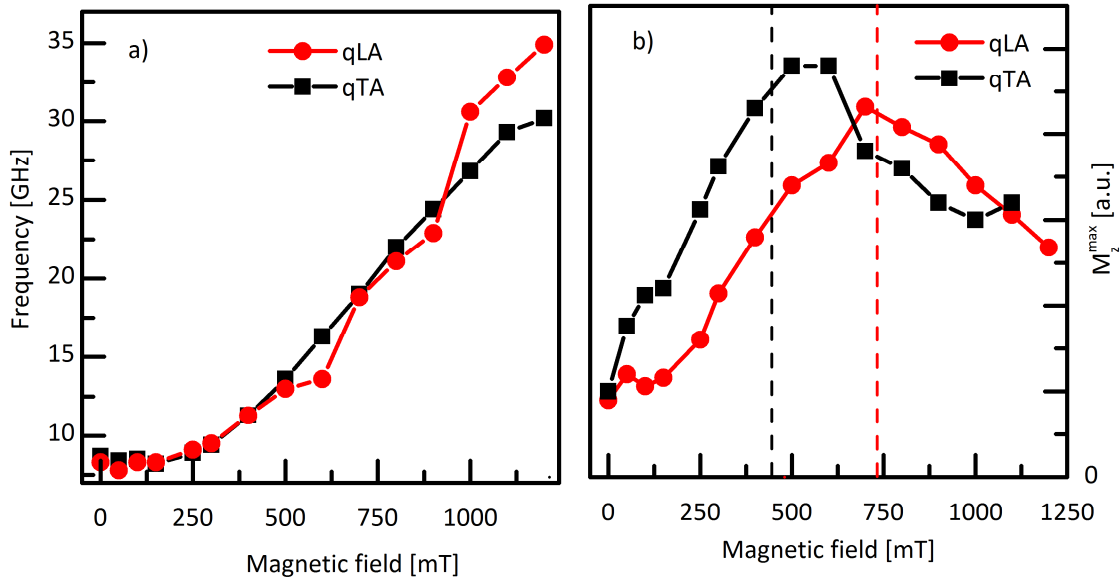 a)
qLA
qTA
35
30
25
20
15
10
Frequency [GHz]
0 250 500 750 1000
Magnetic field [mT]
b)
qLA
qTA
M_z^max [a.u.]
0
0 250 500 750 1000 1250
Magnetic field [mT]